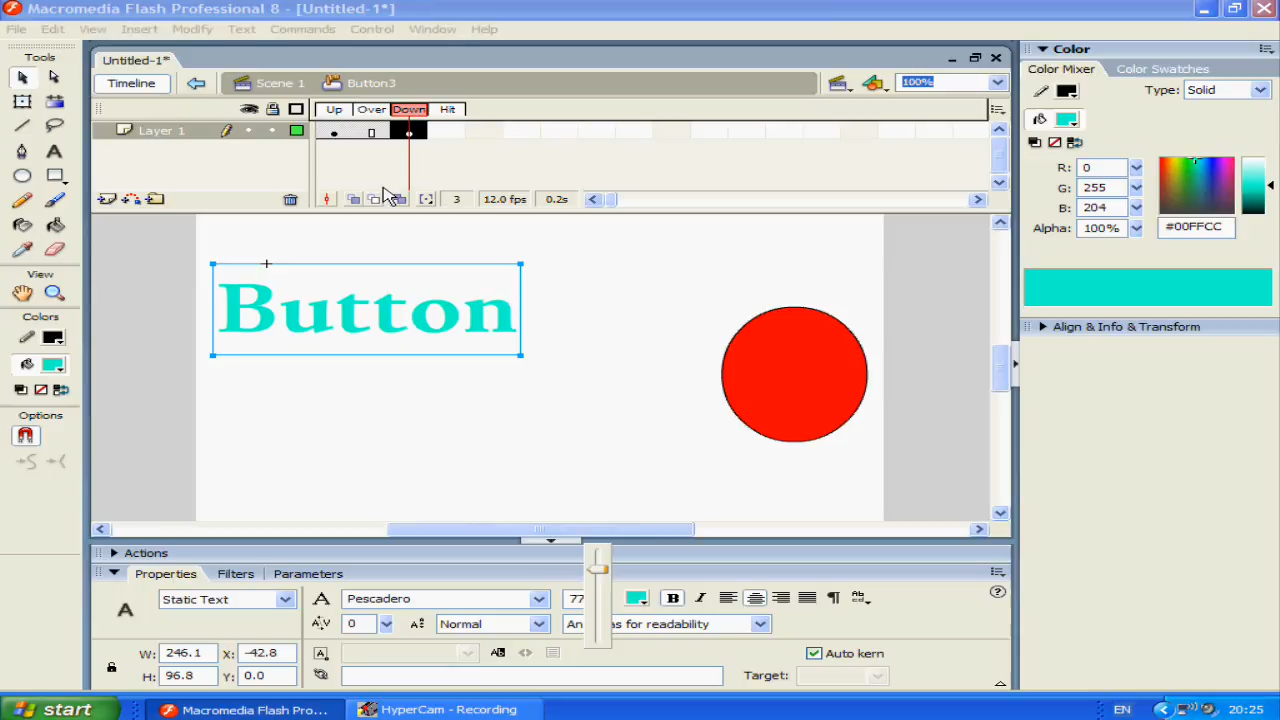 Macromedia Flash Professional 8 - [Untitled-1*]
File Edit View Insert Modify Text Commands Control Window Help
Tools
View
Colors
Options
Untitled-1*
Timeline Scene 1 Button3 100%
Up Over Down Hit
Layer 1
3 12.0 fps 0.2s
Button
Actions
Properties Filters Parameters
A Static Text A Pescadero 77 B I
A|V 0 Normal An as for readability
W: 246.1 X: -42.8 Auto kern
H: 96.8 Y: 0.0 Target:
Color
Color Mixer Color Swatches
Type: Solid
R: 0
G: 255
B: 204
Alpha: 100% #00FFCC
Align & Info & Transform
start Macromedia Flash Pro... HyperCam - Recording EN 20:25